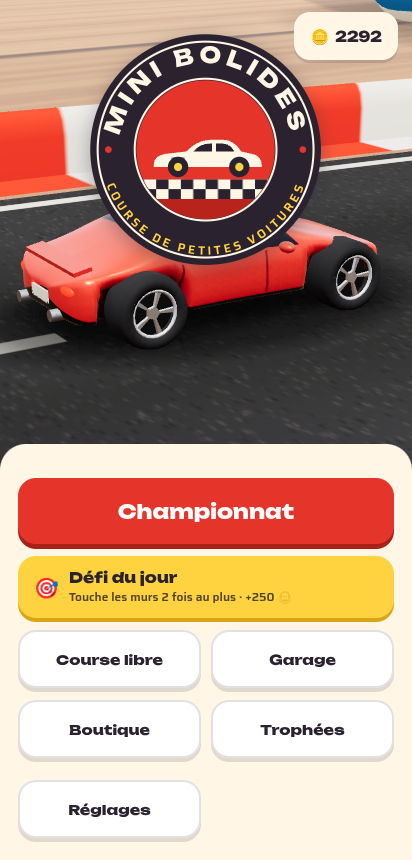 2292
MINI BOLIDES
COURSE DE PETITES VOITURES
Championnat
Défi du jour
Touche les murs 2 fois au plus · +250
Course libre
Garage
Boutique
Trophées
Réglages